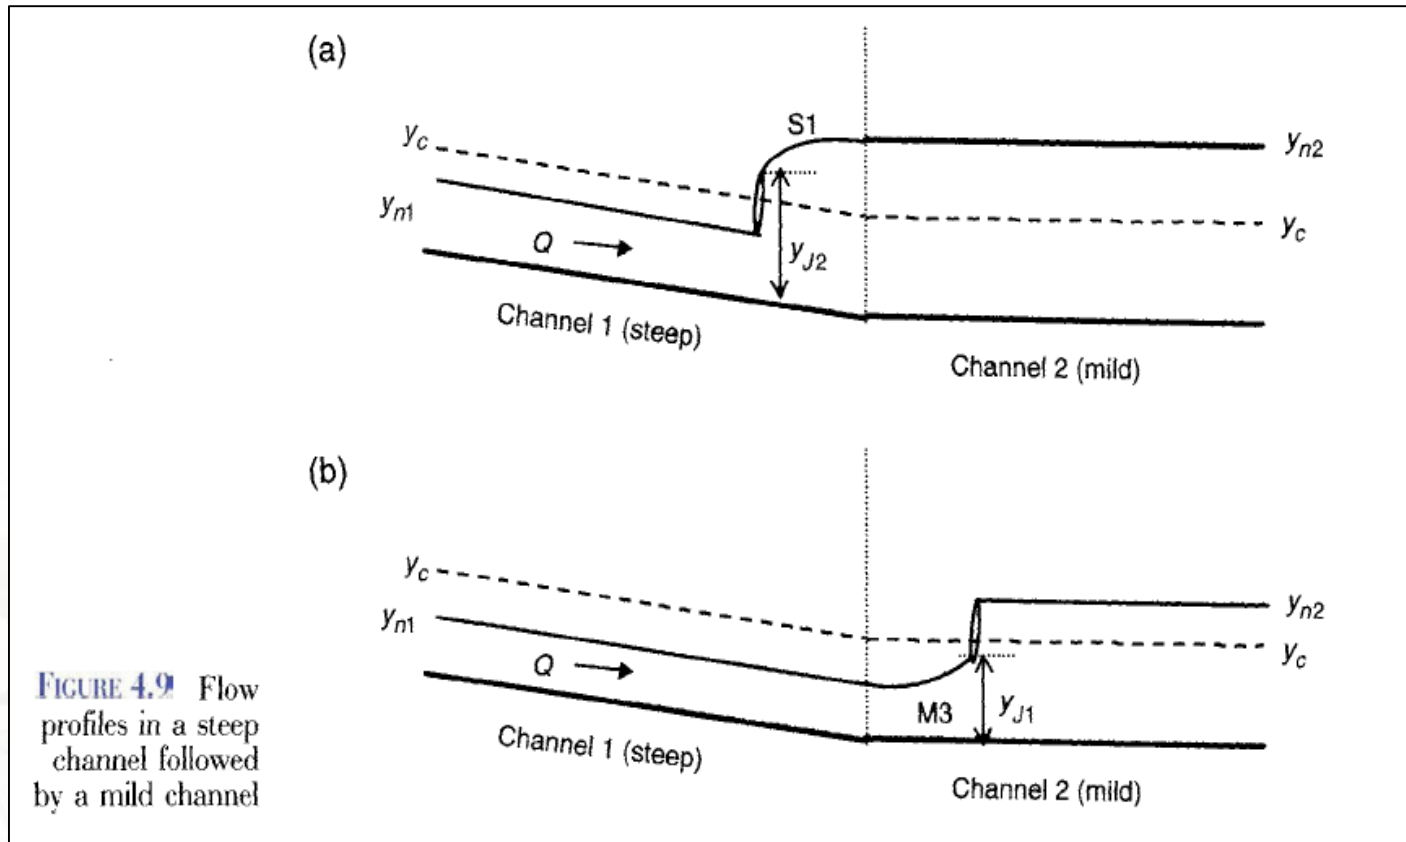 (a)
y_c
S1
y_n2
y_n1
Q
y_J2
y_c
Channel 1 (steep)
Channel 2 (mild)
(b)
y_c
y_n1
y_n2
Q
y_c
M3
y_J1
Channel 1 (steep)
Channel 2 (mild)
FIGURE 4.9 Flow
profiles in a steep
channel followed
by a mild channel